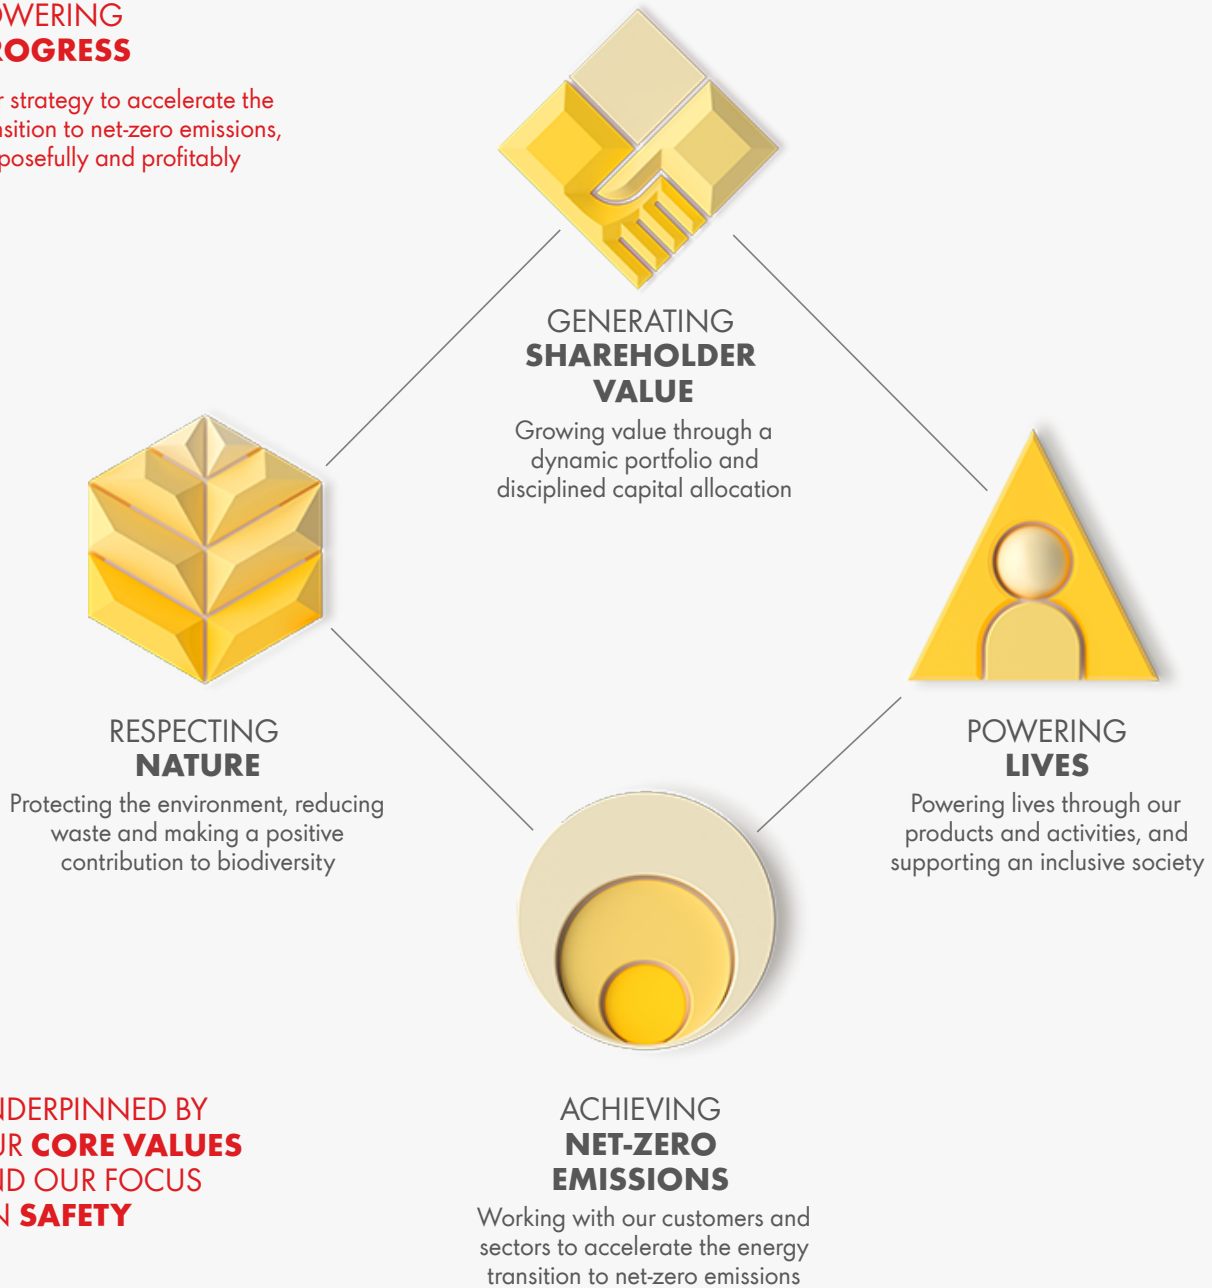 OWERING
ROGRESS
r strategy to accelerate the
nsition to net-zero emissions,
posefully and profitably
GENERATING
SHAREHOLDER
VALUE
Growing value through a
dynamic portfolio and
disciplined capital allocation
RESPECTING
NATURE
Protecting the environment, reducing
waste and making a positive
contribution to biodiversity
POWERING
LIVES
Powering lives through our
products and activities, and
supporting an inclusive society
NDERPINNED BY
UR CORE VALUES
ND OUR FOCUS
N SAFETY
ACHIEVING
NET-ZERO
EMISSIONS
Working with our customers and
sectors to accelerate the energy
transition to net-zero emissions